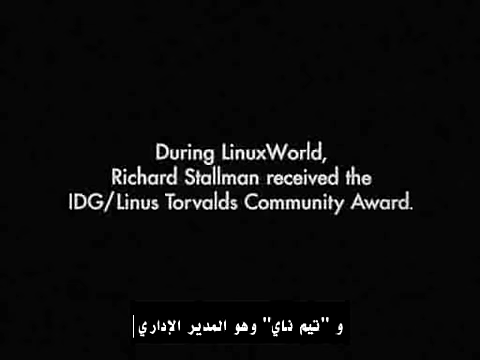 During LinuxWorld,
Richard Stallman received the
IDG/Linus Torvalds Community Award.
و "تيم ناي" وهو المدير الإداري